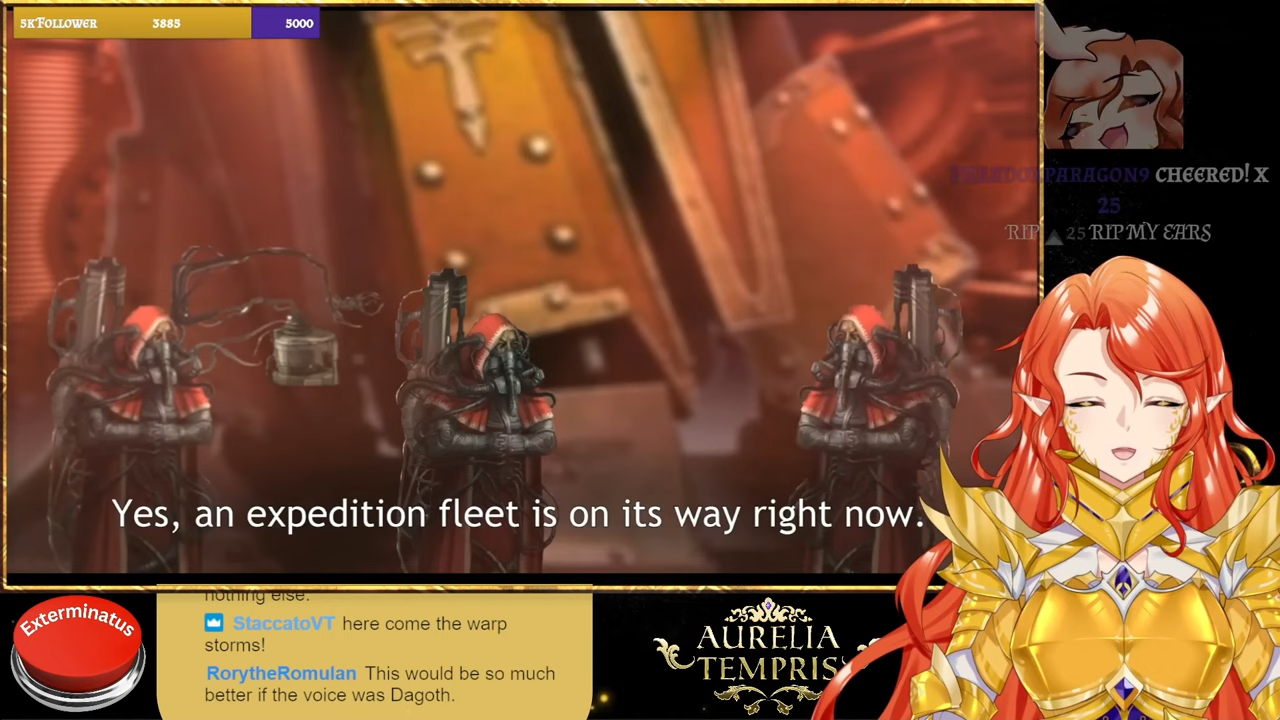 5K FOLLOWER 3885 5000
CHEERED! X
25
RIP 25 RIP MY EARS
Yes, an expedition fleet is on its way right now.
Exterminatus
nothing else.
StaccatoVT here come the warp
storms!
RorytheRomulan This would be so much
better if the voice was Dagoth.
AURELIA
TEMPRIS